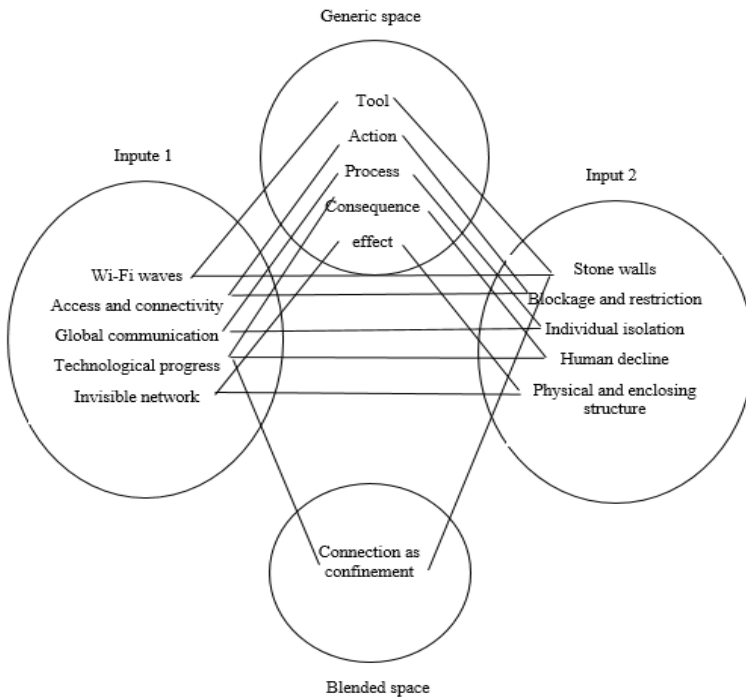 Generic space
Tool
Action
Process
Consequence
effect
Inpute 1
Wi-Fi waves
Access and connectivity
Global communication
Technological progress
Invisible network
Input 2
Stone walls
Blockage and restriction
Individual isolation
Human decline
Physical and enclosing
structure
Connection as
confinement
Blended space